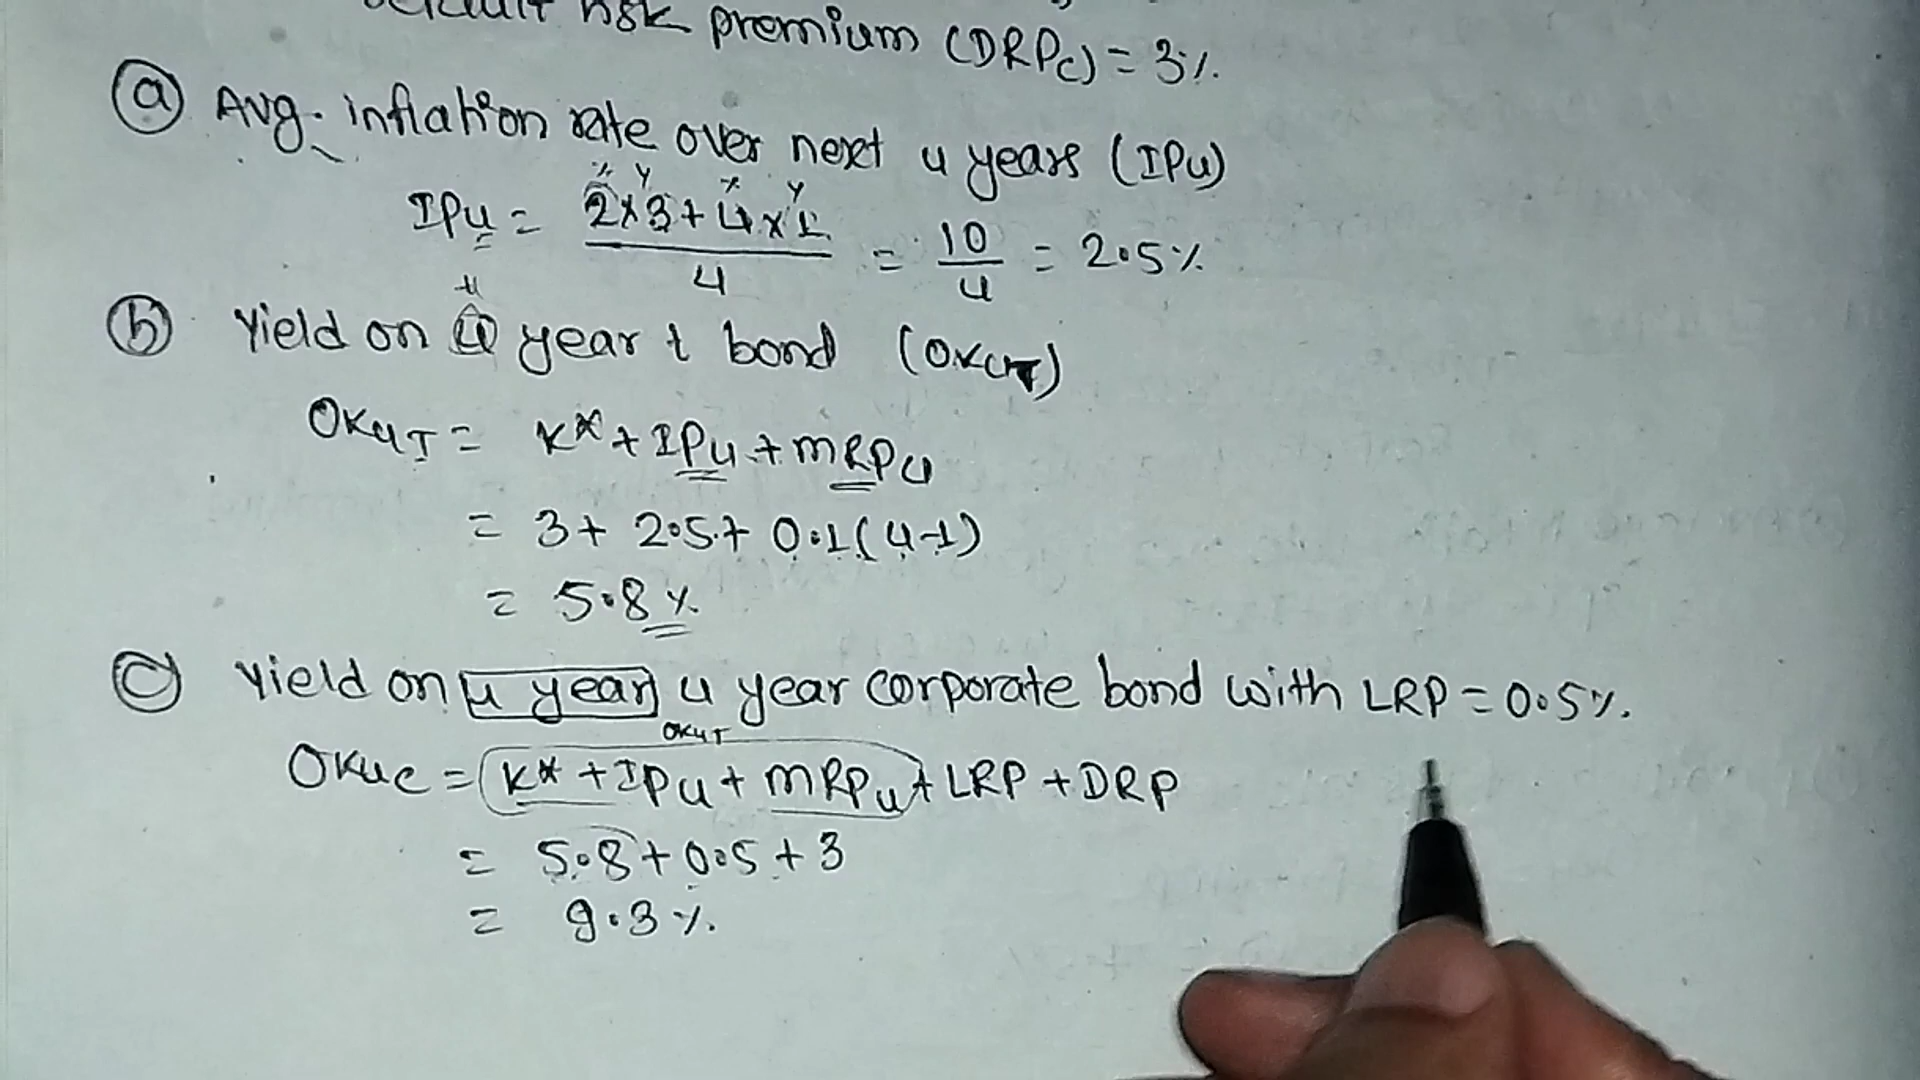 risk premium (DRPc) = 3%
(a) Avg. inflation rate over next 4 years (IP4)
% Y % Y
IP4 = 2×3+4×1 / 4 = 10/4 = 2.5%
(b) Yield on 4 year t bond (OK4T)
OK4T = K* + IP4 + MRP4
= 3+ 2.5+ 0.1(4-1)
= 5.8%
(c) Yield on 4 year 4 year corporate bond with LRP = 0.5%.
OK4T
OK4C = K* + IP4 + MRP4 + LRP + DRP
= 5.8+0.5+3
= 9.3%.